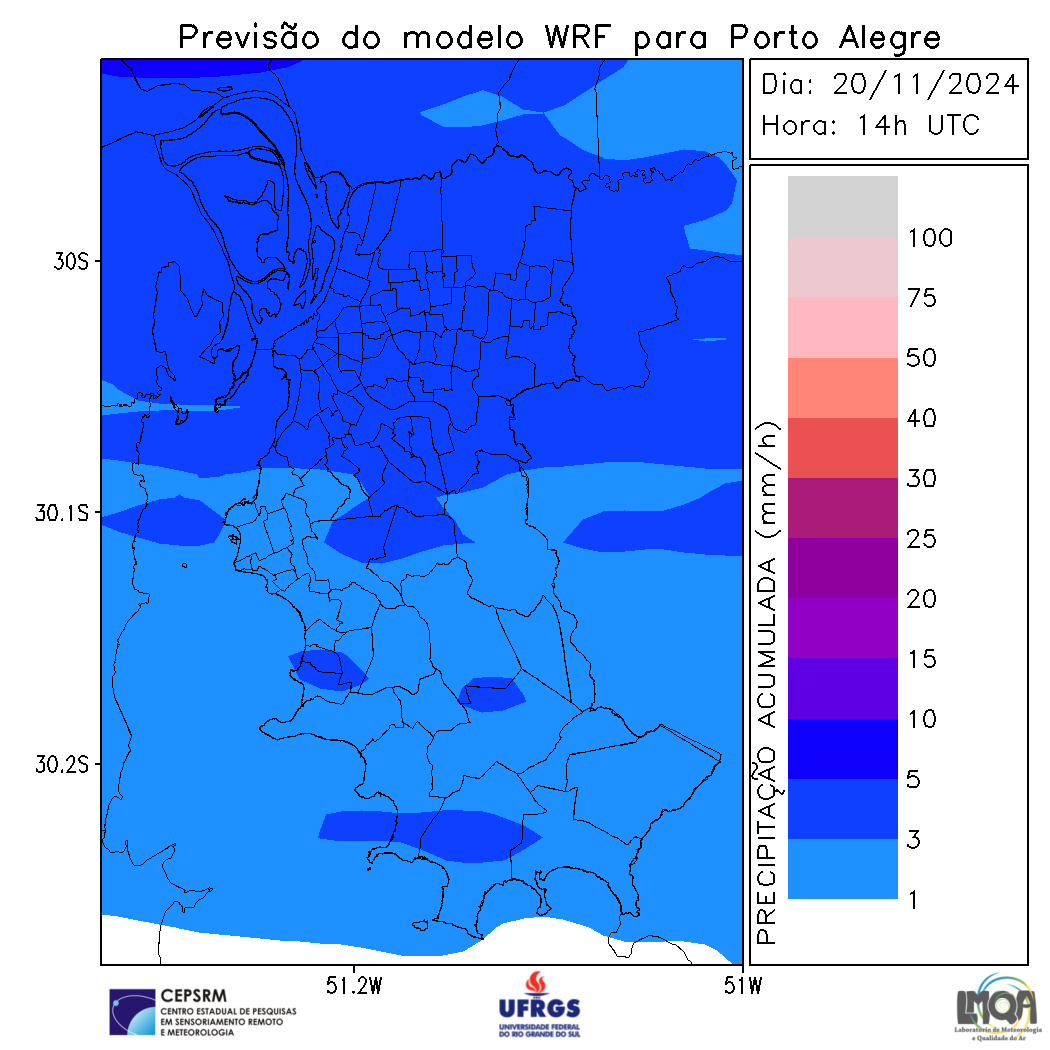 Previsão do modelo WRF para Porto Alegre
Dia: 20/11/2024
Hora: 14h UTC
30S
30.1S
30.2S
51.2W
51W
PRECIPITAÇÃO ACUMULADA (mm/h)
100
75
50
40
30
25
20
15
10
5
3
1
CEPSRM
CENTRO ESTADUAL DE PESQUISAS
EM SENSORIAMENTO REMOTO
E METEOROLOGIA
UFRGS
UNIVERSIDADE FEDERAL
DO RIO GRANDE DO SUL
LMQA
Laboratório de Meteorologia
e Qualidade do Ar